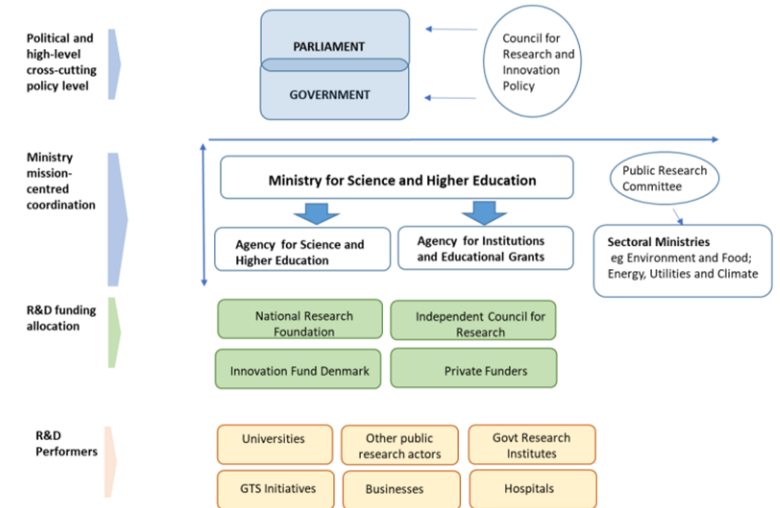 Political and
high-level
cross-cutting
policy level
PARLIAMENT
GOVERNMENT
Council for
Research and
Innovation
Policy
Ministry
mission-
centred
coordination
Ministry for Science and Higher Education
Agency for Science and
Higher Education
Agency for Institutions
and Educational Grants
Public Research
Committee
Sectoral Ministries
eg Environment and Food;
Energy, Utilities and Climate
R&D funding
allocation
National Research
Foundation
Independent Council for
Research
Innovation Fund Denmark
Private Funders
R&D
Performers
Universities
Other public
research actors
Govt Research
Institutes
GTS Initiatives
Businesses
Hospitals